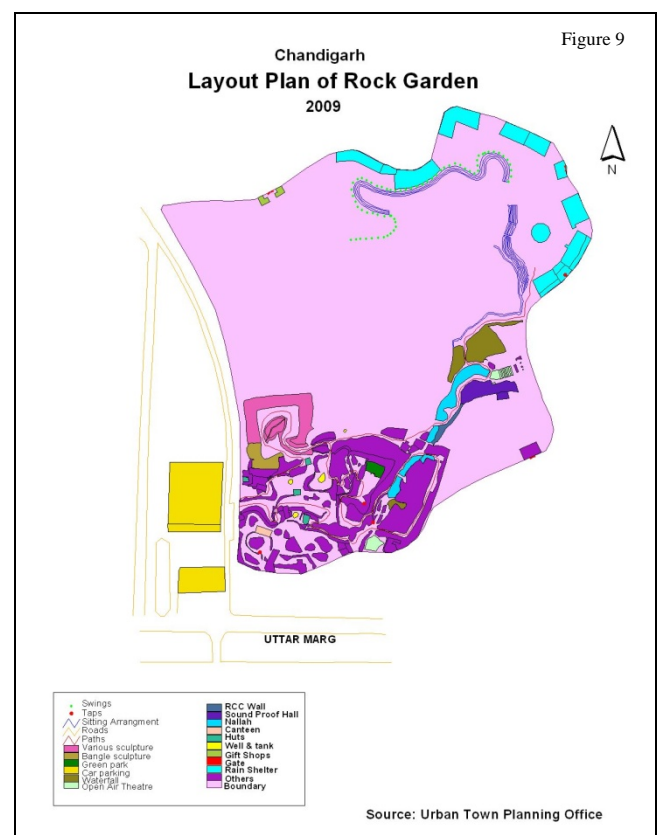 Figure 9
Chandigarh
Layout Plan of Rock Garden
2009
N
UTTAR MARG
Swings
Taps
Sitting Arrangment
Roads
Paths
Various sculpture
Bangle sculpture
Green park
Car parking
Waterfall
Open Air Theatre
RCC Wall
Sound Proof Hall
Nallah
Canteen
Huts
Well & tank
Gift Shops
Gate
Rain Shelter
Others
Boundary
Source: Urban Town Planning Office